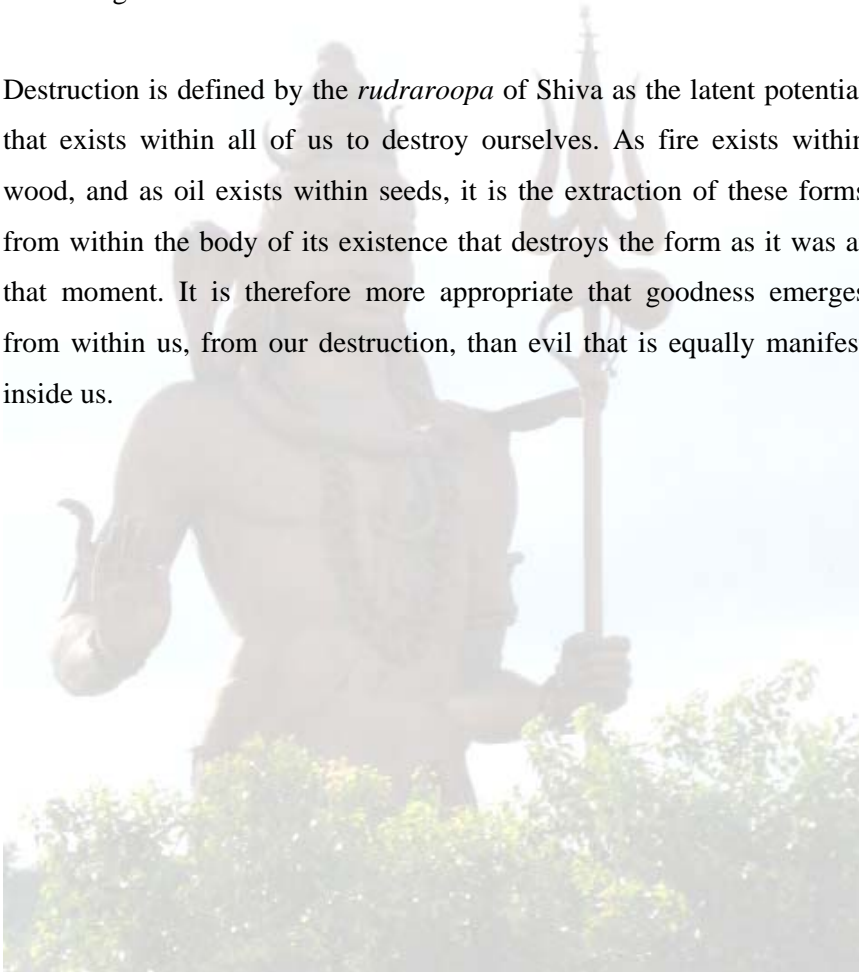 Destruction is defined by the rudraroopa of Shiva as the latent potentia
that exists within all of us to destroy ourselves. As fire exists within
wood, and as oil exists within seeds, it is the extraction of these forms
from within the body of its existence that destroys the form as it was a
that moment. It is therefore more appropriate that goodness emerges
from within us, from our destruction, than evil that is equally manifes
inside us.